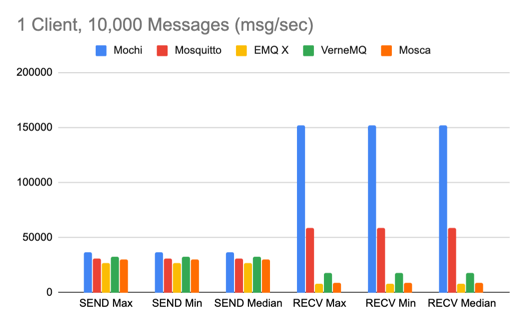 1 Client, 10,000 Messages (msg/sec)
Mochi Mosquitto EMQ X VerneMQ Mosca
200000
150000
100000
50000
0
SEND Max SEND Min SEND Median RECV Max RECV Min RECV Median